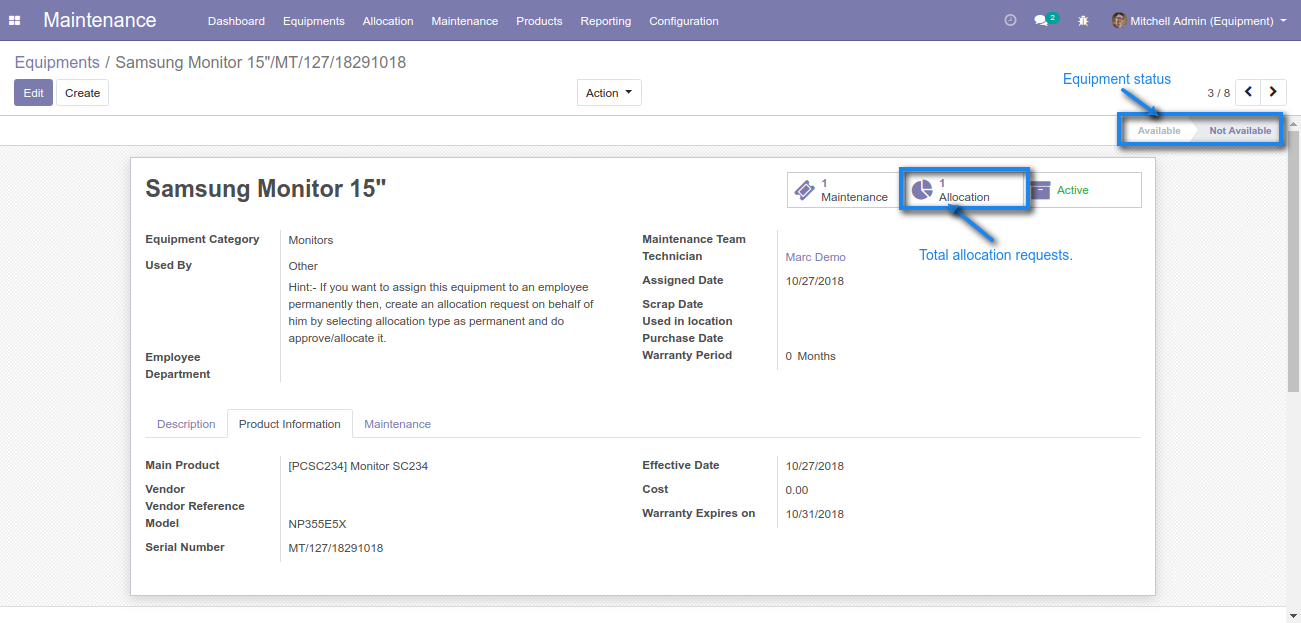 Maintenance Dashboard Equipments Allocation Maintenance Products Reporting Configuration 2 Mitchell Admin (Equipment)
Equipments / Samsung Monitor 15"/MT/127/18291018
Equipment status
Edit Create Action 3 / 8
Available Not Available
Samsung Monitor 15"
1 Maintenance
1 Allocation
Active
Total allocation requests.
Equipment Category Monitors
Used By Other
Hint:- If you want to assign this equipment to an employee
permanently then, create an allocation request on behalf of
him by selecting allocation type as permanent and do
approve/allocate it.
Employee
Department
Maintenance Team
Technician Marc Demo
Assigned Date 10/27/2018
Scrap Date
Used in location
Purchase Date
Warranty Period 0 Months
Description Product Information Maintenance
Main Product [PCSC234] Monitor SC234
Vendor
Vendor Reference
Model NP355E5X
Serial Number MT/127/18291018
Effective Date 10/27/2018
Cost 0.00
Warranty Expires on 10/31/2018